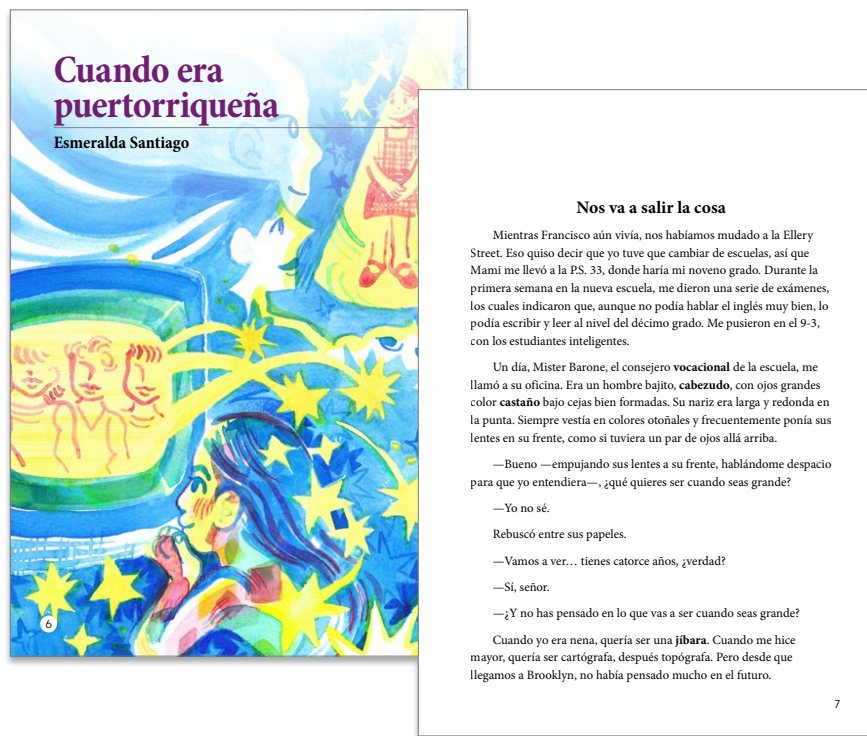 Cuando era
puertorriqueña
Esmeralda Santiago
6
Nos va a salir la cosa
Mientras Francisco aún vivía, nos habíamos mudado a la Ellery
Street. Eso quiso decir que yo tuve que cambiar de escuelas, así que
Mami me llevó a la P.S. 33, donde haría mi noveno grado. Durante la
primera semana en la nueva escuela, me dieron una serie de exámenes,
los cuales indicaron que, aunque no podía hablar el inglés muy bien, lo
podía escribir y leer al nivel del décimo grado. Me pusieron en el 9-3,
con los estudiantes inteligentes.
Un día, Mister Barone, el consejero vocacional de la escuela, me
llamó a su oficina. Era un hombre bajito, cabezudo, con ojos grandes
color castaño bajo cejas bien formadas. Su nariz era larga y redonda en
la punta. Siempre vestía en colores otoñales y frecuentemente ponía sus
lentes en su frente, como si tuviera un par de ojos allá arriba.
—Bueno —empujando sus lentes a su frente, hablándome despacio
para que yo entendiera—, ¿qué quieres ser cuando seas grande?
—Yo no sé.
Rebuscó entre sus papeles.
—Vamos a ver… tienes catorce años, ¿verdad?
—Sí, señor.
—¿Y no has pensado en lo que vas a ser cuando seas grande?
Cuando yo era nena, quería ser una jíbara. Cuando me hice
mayor, quería ser cartógrafa, después topógrafa. Pero desde que
llegamos a Brooklyn, no había pensado mucho en el futuro.
7